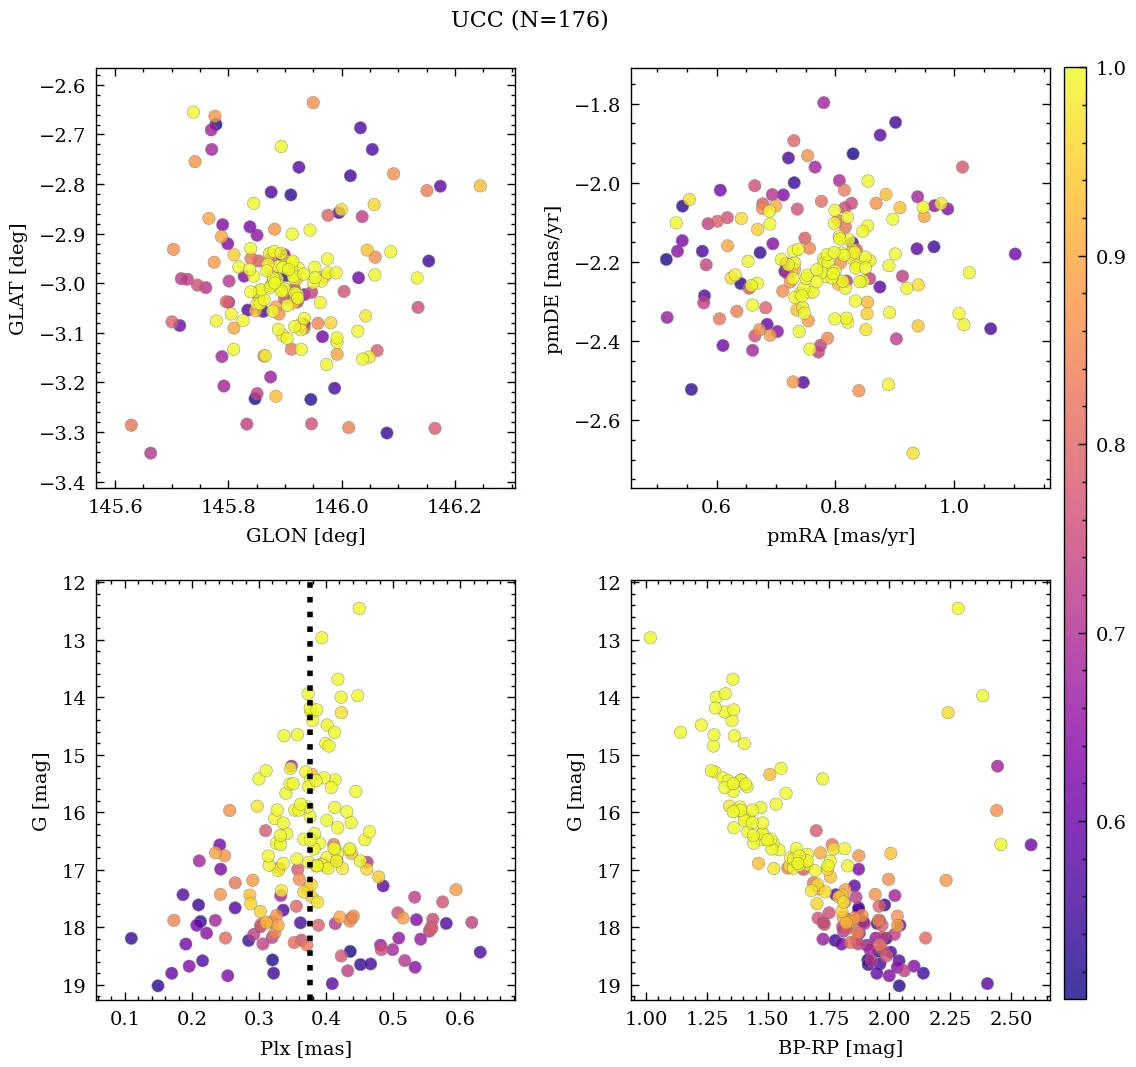 UCC (N=176)
−2.6
−2.7
−2.8
−2.9
−3.0
−3.1
−3.2
−3.3
−3.4
GLAT [deg]
145.6 145.8 146.0 146.2
GLON [deg]
−1.8
−2.0
−2.2
−2.4
−2.6
pmDE [mas/yr]
0.6 0.8 1.0
pmRA [mas/yr]
1.0
0.9
0.8
0.7
0.6
12
13
14
15
16
17
18
19
G [mag]
0.1 0.2 0.3 0.4 0.5 0.6
Plx [mas]
12
13
14
15
16
17
18
19
G [mag]
1.00 1.25 1.50 1.75 2.00 2.25 2.50
BP-RP [mag]